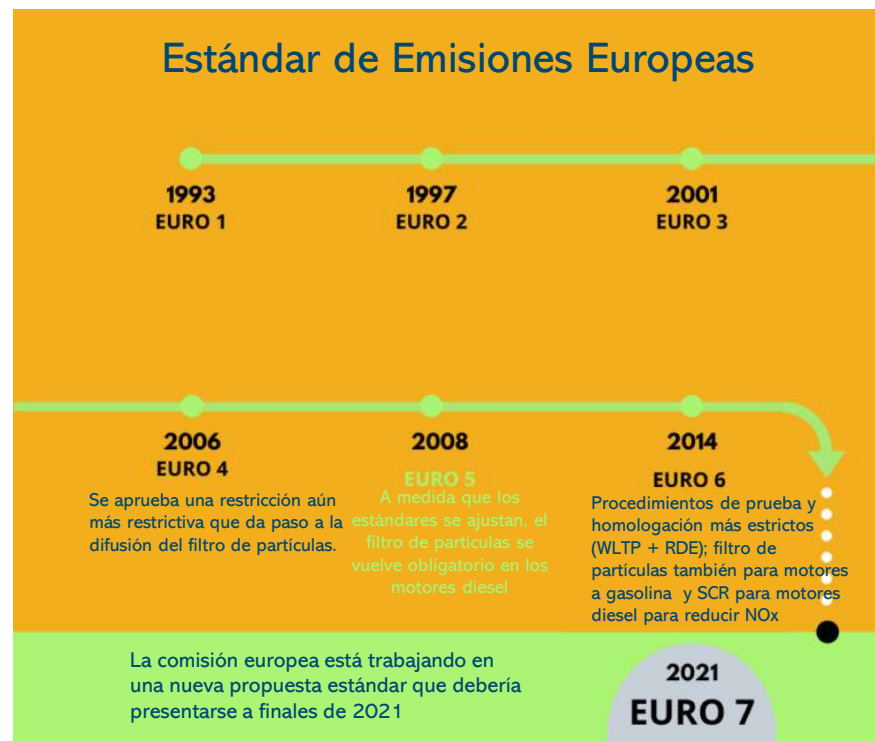 Estándar de Emisiones Europeas
1993
EURO 1
1997
EURO 2
2001
EURO 3
2006
EURO 4
Se aprueba una restricción aún
más restrictiva que da paso a la
difusión del filtro de partículas.
2008
EURO 5
A medida que los
estándares se ajustan, el
filtro de particulas se
vuelve obligatorio en los
motores diesel
2014
EURO 6
Procedimientos de prueba y
homologación más estrictos
(WLTP + RDE); filtro de
partículas también para motores
a gasolina y SCR para motores
diesel para reducir NOx
La comisión europea está trabajando en
una nueva propuesta estándar que debería
presentarse a finales de 2021
2021
EURO 7